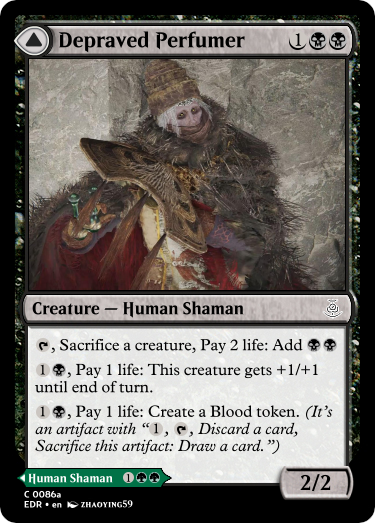 Depraved Perfumer 1
Creature — Human Shaman
, Sacrifice a creature, Pay 2 life: Add
1 , Pay 1 life: This creature gets +1/+1
until end of turn.
1 , Pay 1 life: Create a Blood token. (It's
an artifact with “1, , Discard a card,
Sacrifice this artifact: Draw a card.”)
Human Shaman 1
2/2
C 0086a
EDR • en ZHAOYING59